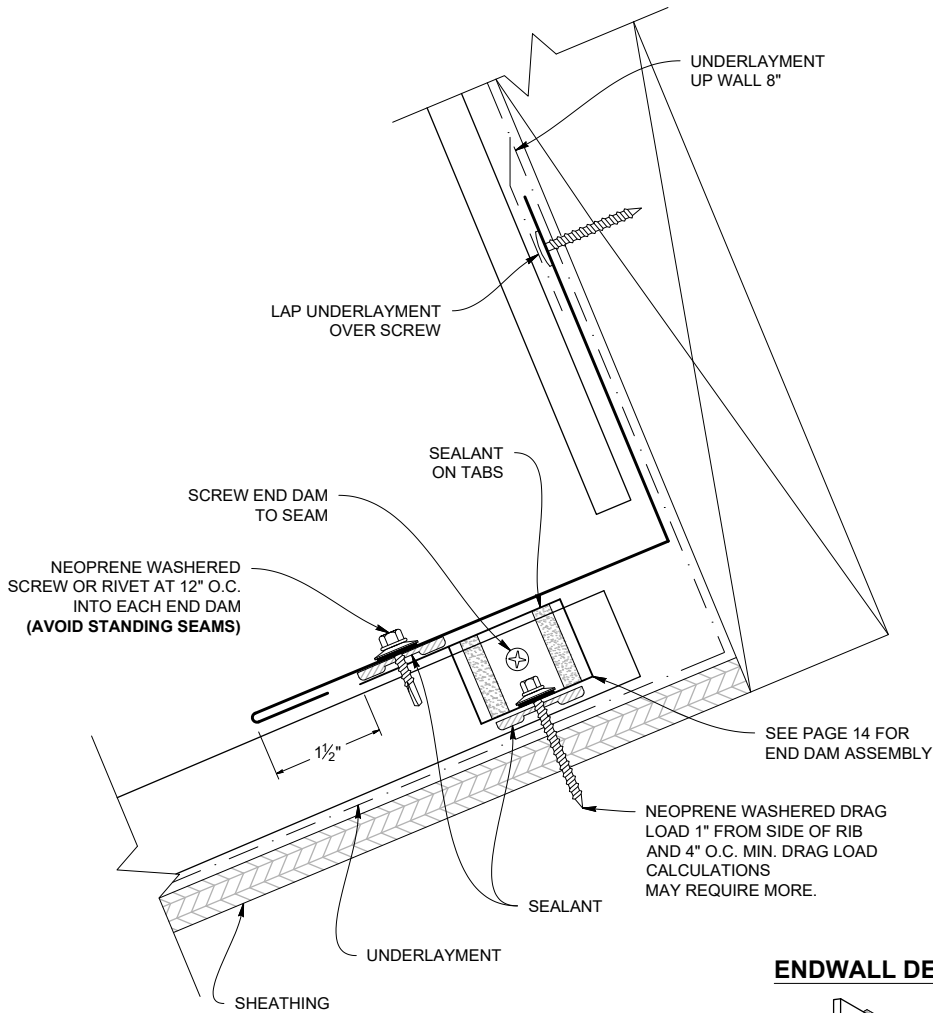 UNDERLAYMENT
UP WALL 8"
LAP UNDERLAYMENT
OVER SCREW
SEALANT
ON TABS
SCREW END DAM
TO SEAM
NEOPRENE WASHERED
SCREW OR RIVET AT 12" O.C.
INTO EACH END DAM
(AVOID STANDING SEAMS)
1½"
SEE PAGE 14 FOR
END DAM ASSEMBLY
NEOPRENE WASHERED DRAG
LOAD 1" FROM SIDE OF RIB
AND 4" O.C. MIN. DRAG LOAD
CALCULATIONS
MAY REQUIRE MORE.
SEALANT
UNDERLAYMENT
SHEATHING
ENDWALL DE